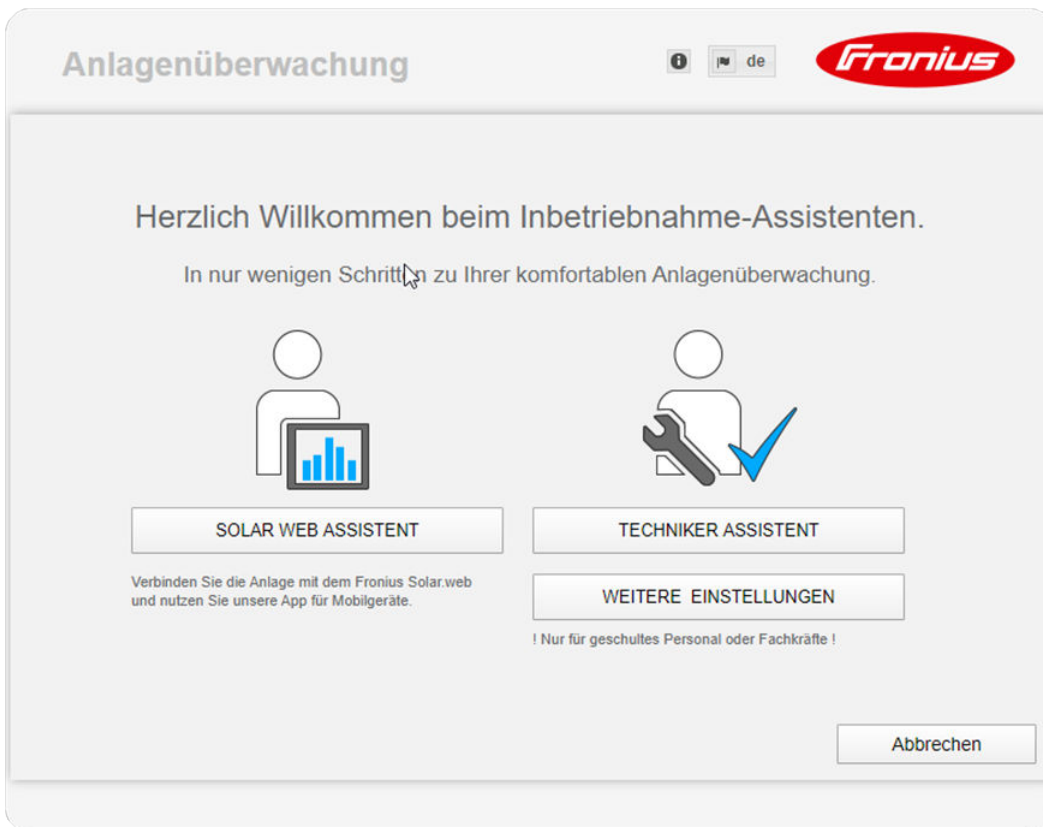 Anlagenüberwachung
de
Fronius
Herzlich Willkommen beim Inbetriebnahme-Assistenten.
In nur wenigen Schritten zu Ihrer komfortablen Anlagenüberwachung.
SOLAR WEB ASSISTENT
Verbinden Sie die Anlage mit dem Fronius Solar.web
und nutzen Sie unsere App für Mobilgeräte.
TECHNIKER ASSISTENT
WEITERE EINSTELLUNGEN
! Nur für geschultes Personal oder Fachkräfte !
Abbrechen